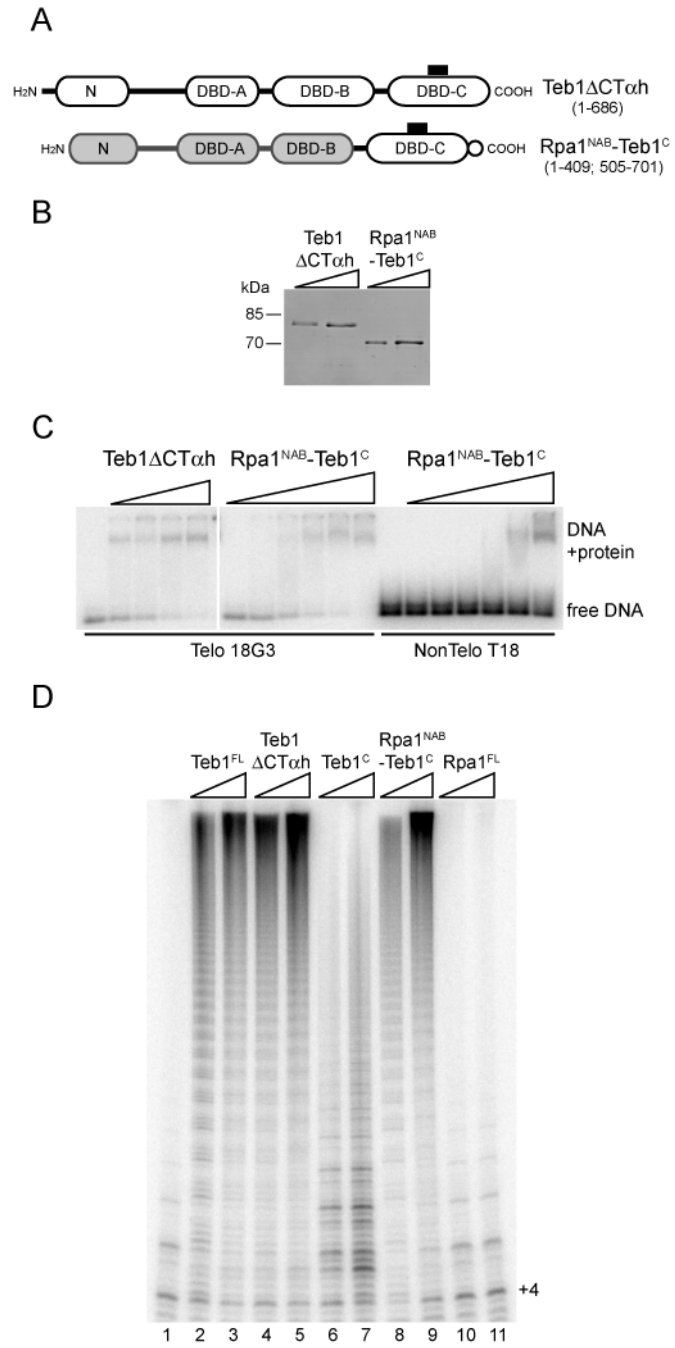 A
H2N N DBD-A DBD-B DBD-C COOH Teb1ΔCTαh
(1-686)
H2N N DBD-A DBD-B DBD-C COOH Rpa1NAB-Teb1C
(1-409; 505-701)
B
Teb1 Rpa1NAB
ΔCTαh -Teb1C
kDa
85
70
C
Teb1ΔCTαh Rpa1NAB-Teb1C Rpa1NAB-Teb1C
DNA
+protein
free DNA
Telo 18G3 NonTelo T18
D
Teb1 Rpa1NAB
Teb1FL ΔCTαh Teb1C -Teb1C Rpa1FL
+4
1 2 3 4 5 6 7 8 9 10 11